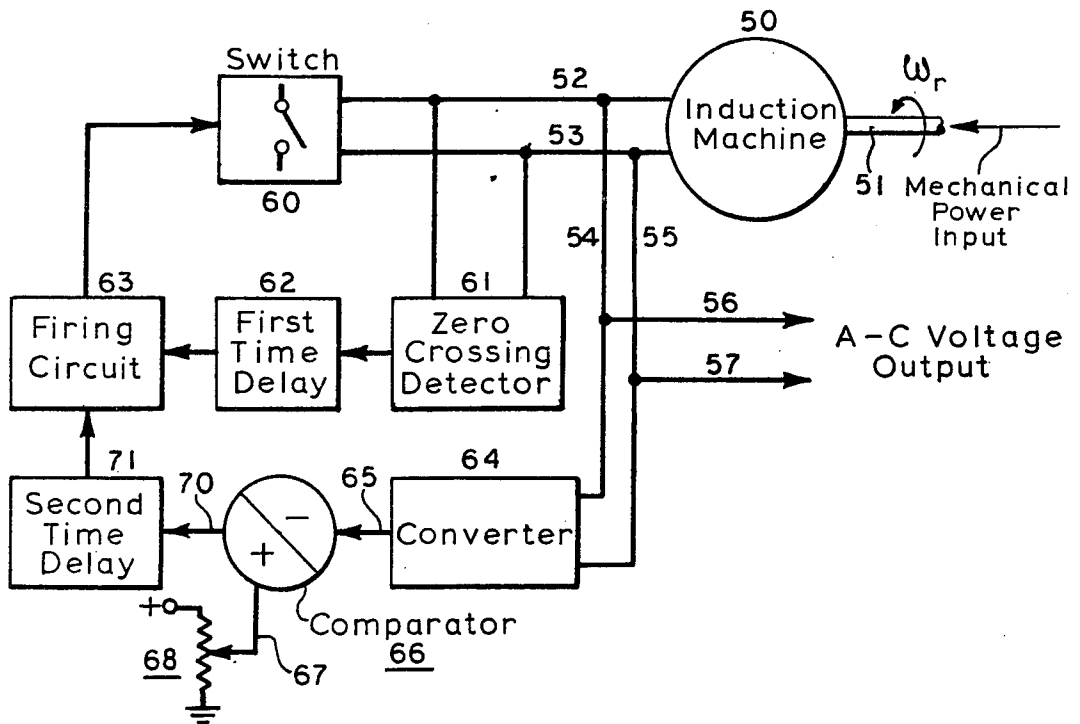 50
Switch
52
ωr
Induction
Machine
53
51
Mechanical
Power
Input
60
54
55
63
62
61
Firing
Circuit
First
Time
Delay
Zero
Crossing
Detector
56
A-C Voltage
Output
57
71
70
65
64
Second
Time
Delay
−
+
Converter
+
Comparator
66
68
67